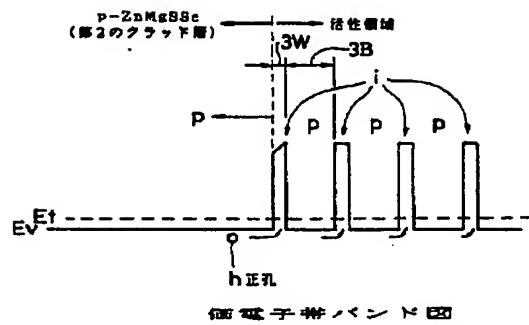 p-ZnMgSSe
(第2のクラッド層)
活性領域
3W
3B
i
p
p
p
p
Et
Ev
h正孔
価電子帯バンド図